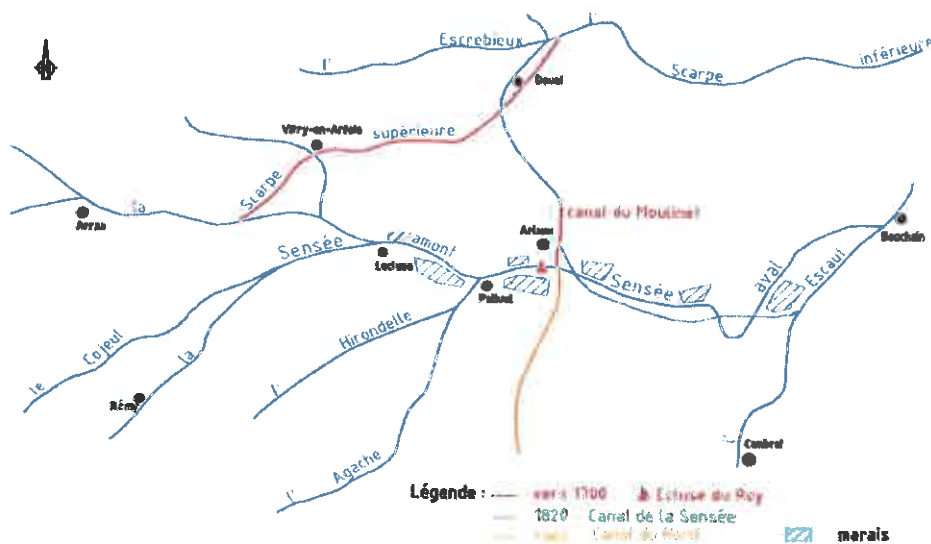 l'
Escrebieux
l'
Scarpe
inférieure
Douai
Vitry-en-Artois
supérieure
Scarpe
la
Arras
canal du Moulinet
Arleux
Bouchain
Sensée
amont
Lecluse
Palluel
Sensée
aval
Escaut
le Cojeul
la
Rémy
l' Hirondelle
l' Agache
Cambrai
Légende :
vers 1700 Ecluse du Roy
1820 Canal de la Sensée
Canal du Nord
marais